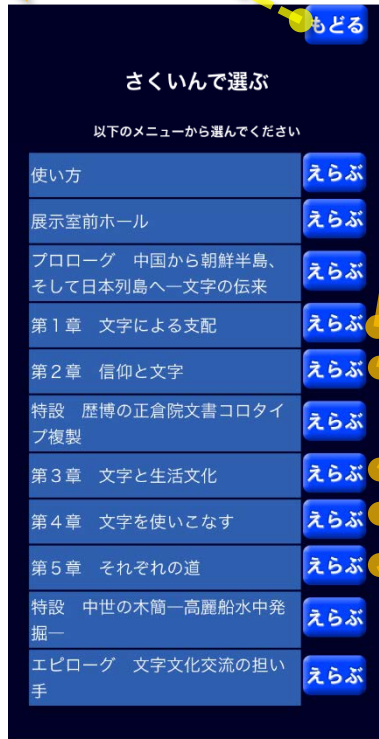 もどる
さくいんで選ぶ
以下のメニューから選んでください
使い方 えらぶ
展示室前ホール えらぶ
プロローグ 中国から朝鮮半島、
そして日本列島へ―文字の伝来 えらぶ
第1章 文字による支配 えらぶ
第2章 信仰と文字 えらぶ
特設 歴博の正倉院文書コロタイ
プ複製 えらぶ
第3章 文字と生活文化 えらぶ
第4章 文字を使いこなす えらぶ
第5章 それぞれの道 えらぶ
特設 中世の木簡―高麗船水中発
掘― えらぶ
エピローグ 文字文化交流の担い
手 えらぶ